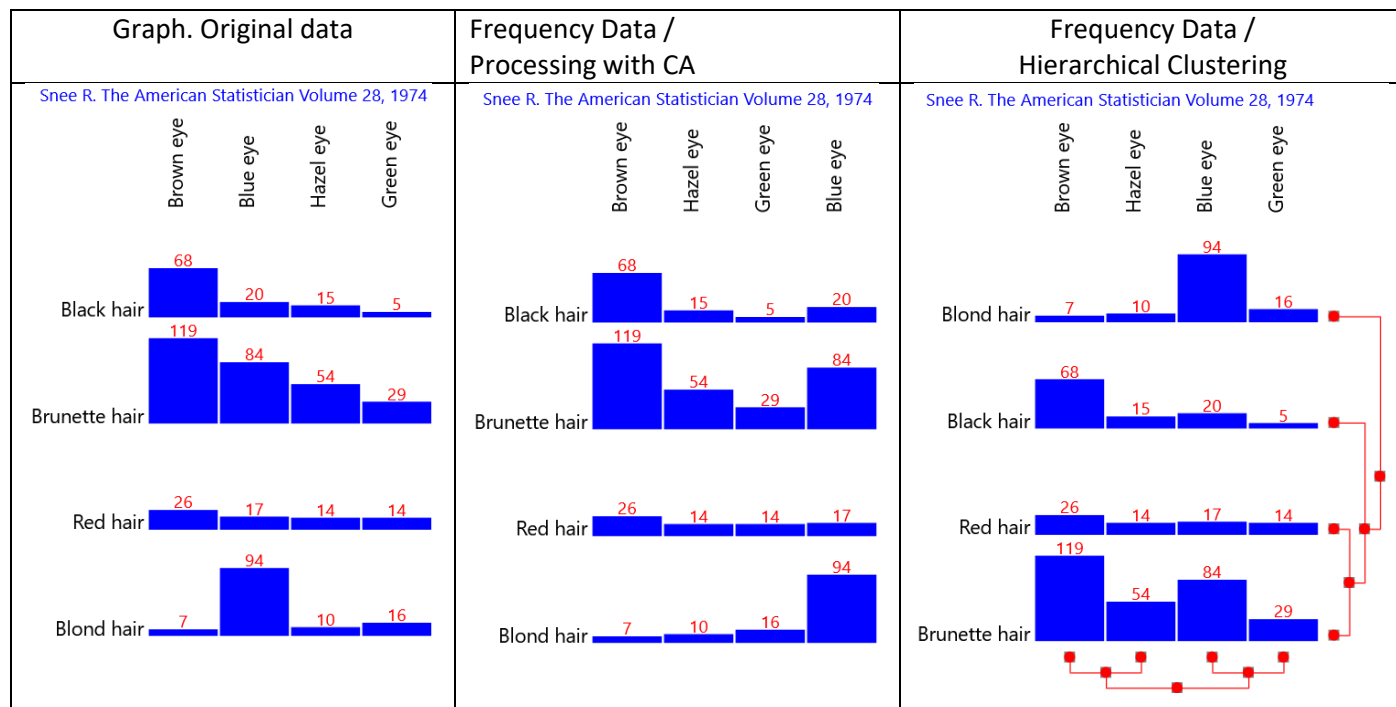 Graph. Original data
Snee R. The American Statistician Volume 28, 1974
Brown eye
Blue eye
Hazel eye
Green eye
68 20 15 5
Black hair
119 84 54 29
Brunette hair
26 17 14 14
Red hair
7 94 10 16
Blond hair
Frequency Data /
Processing with CA
Snee R. The American Statistician Volume 28, 1974
Brown eye
Hazel eye
Green eye
Blue eye
68 15 5 20
Black hair
119 54 29 84
Brunette hair
26 14 14 17
Red hair
7 10 16 94
Blond hair
Frequency Data /
Hierarchical Clustering
Snee R. The American Statistician Volume 28, 1974
Brown eye
Hazel eye
Blue eye
Green eye
7 10 94 16
Blond hair
68 15 20 5
Black hair
26 14 17 14
Red hair
119 54 84 29
Brunette hair